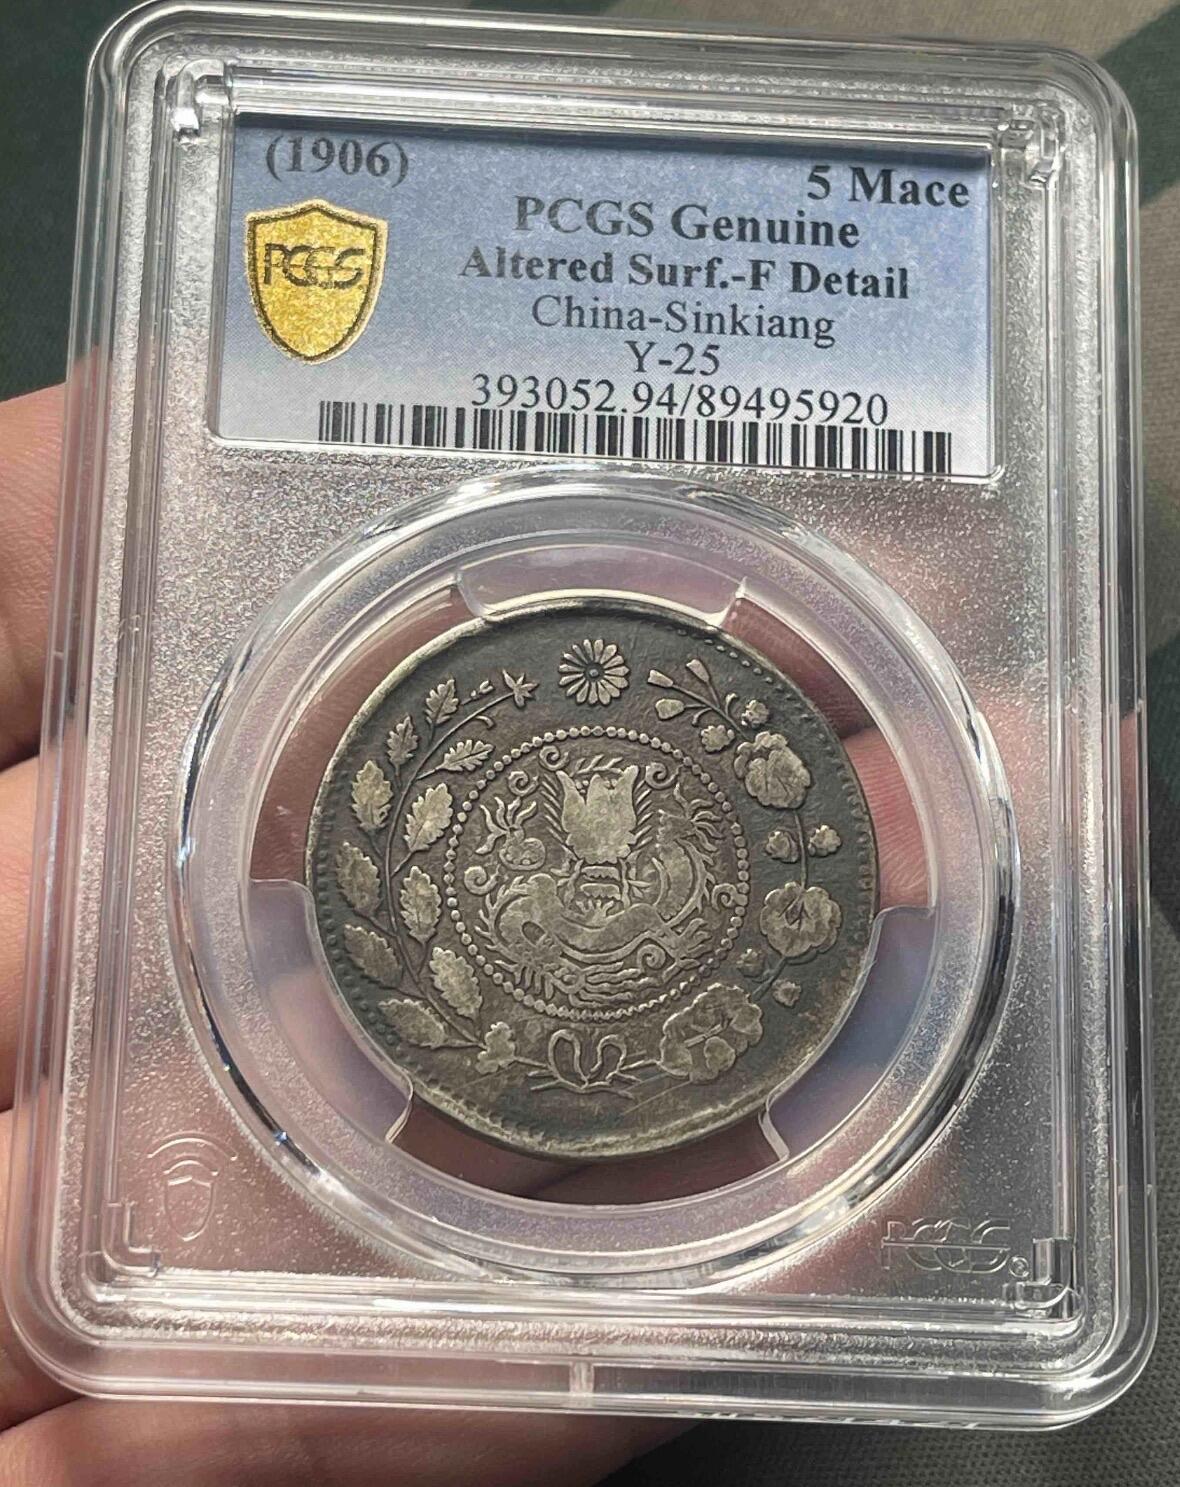 (1906)
5 Mace
PCGS Genuine
PCGS
Altered Surf.-F Detail
China-Sinkiang
Y-25
393052.94/89495920
PCGS